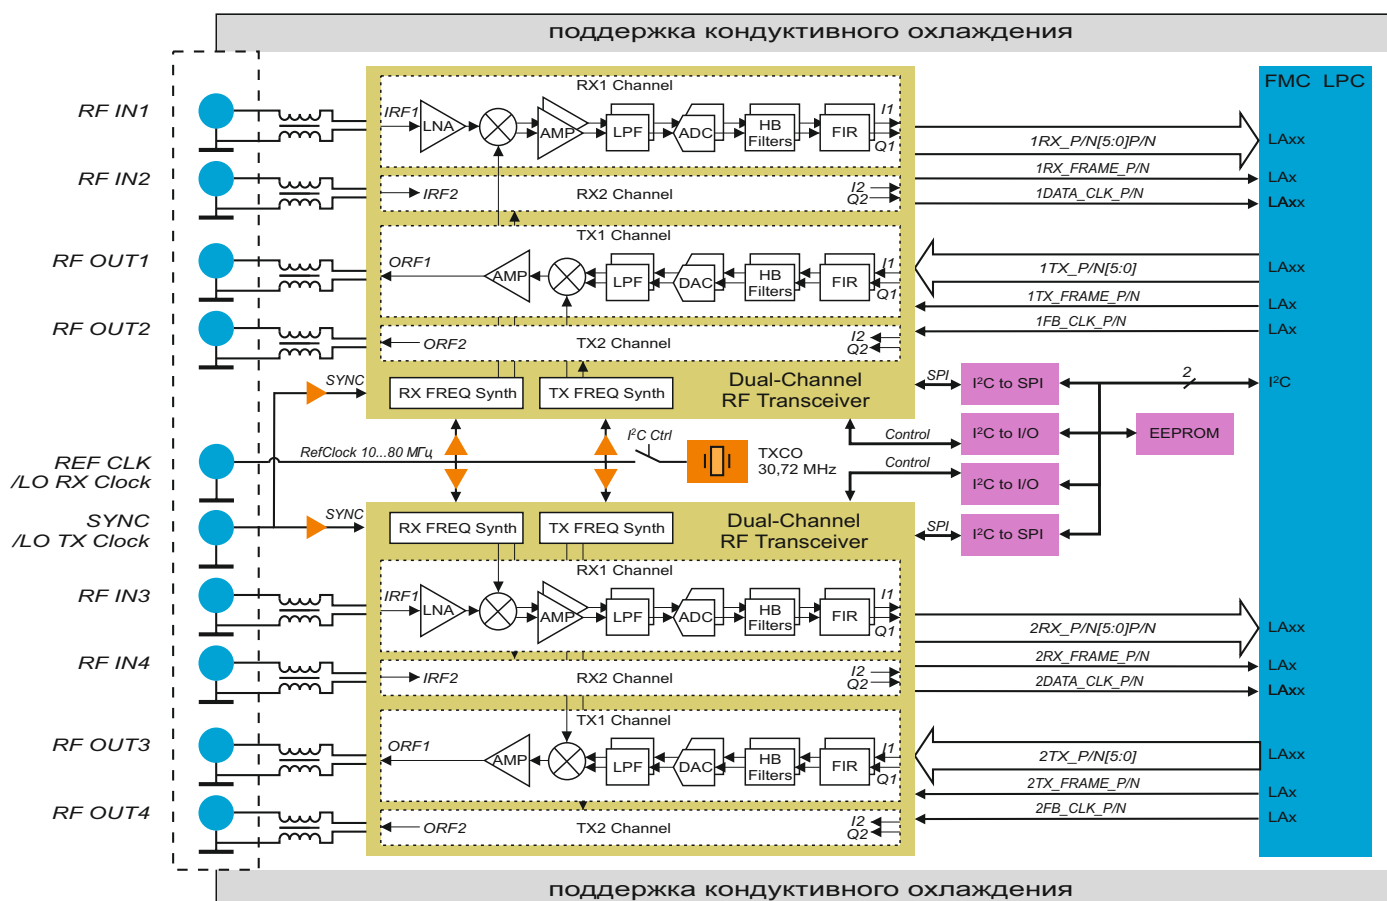 поддержка кондуктивного охлаждения
FMC LPC
RF IN1
RX1 Channel
IRF1
LNA
AMP
LPF
ADC
HB
Filters
FIR
I1
Q1
1RX_P/N[5:0]P/N
LAxx
RF IN2
IRF2
RX2 Channel
I2
Q2
1RX_FRAME_P/N
LAx
1DATA_CLK_P/N
LAxx
RF OUT1
TX1 Channel
ORF1
AMP
LPF
DAC
HB
Filters
FIR
I1
Q1
1TX_P/N[5:0]
LAxx
1TX_FRAME_P/N
LAx
RF OUT2
ORF2
TX2 Channel
I2
Q2
1FB_CLK_P/N
LAx
SYNC
RX FREQ Synth
TX FREQ Synth
Dual-Channel
RF Transceiver
SPI
I²C to SPI
2
I²C
Control
I²C to I/O
EEPROM
REF CLK
/LO RX Clock
RefClock 10...80 МГц
I²C Ctrl
TXCO
30,72 MHz
Control
I²C to I/O
SYNC
/LO TX Clock
SYNC
RX FREQ Synth
TX FREQ Synth
Dual-Channel
RF Transceiver
SPI
I²C to SPI
RF IN3
RX1 Channel
IRF1
LNA
AMP
LPF
ADC
HB
Filters
FIR
I1
Q1
2RX_P/N[5:0]P/N
LAxx
RF IN4
IRF2
RX2 Channel
I2
Q2
2RX_FRAME_P/N
LAx
2DATA_CLK_P/N
LAxx
RF OUT3
TX1 Channel
ORF1
AMP
LPF
DAC
HB
Filters
FIR
I1
Q1
2TX_P/N[5:0]
LAxx
2TX_FRAME_P/N
LAx
RF OUT4
ORF2
TX2 Channel
I2
Q2
2FB_CLK_P/N
LAx
поддержка кондуктивного охлаждения